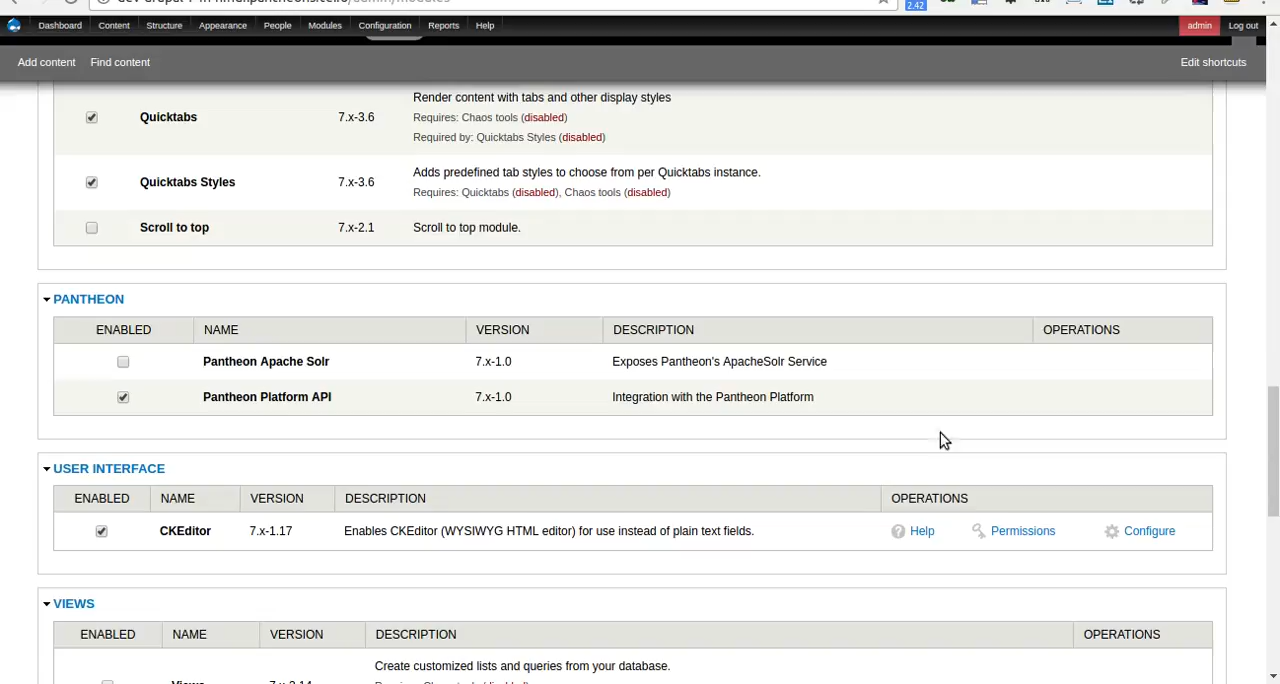 2.42
Dashboard Content Structure Appearance People Modules Configuration Reports Help admin Log out
Add content Find content Edit shortcuts
Render content with tabs and other display styles
Quicktabs 7.x-3.6 Requires: Chaos tools (disabled)
Required by: Quicktabs Styles (disabled)
Adds predefined tab styles to choose from per Quicktabs instance.
Quicktabs Styles 7.x-3.6
Requires: Quicktabs (disabled), Chaos tools (disabled)
Scroll to top 7.x-2.1 Scroll to top module.
PANTHEON
ENABLED NAME VERSION DESCRIPTION OPERATIONS
Pantheon Apache Solr 7.x-1.0 Exposes Pantheon's ApacheSolr Service
Pantheon Platform API 7.x-1.0 Integration with the Pantheon Platform
USER INTERFACE
ENABLED NAME VERSION DESCRIPTION OPERATIONS
CKEditor 7.x-1.17 Enables CKEditor (WYSIWYG HTML editor) for use instead of plain text fields. Help Permissions Configure
VIEWS
ENABLED NAME VERSION DESCRIPTION OPERATIONS
Create customized lists and queries from your database.